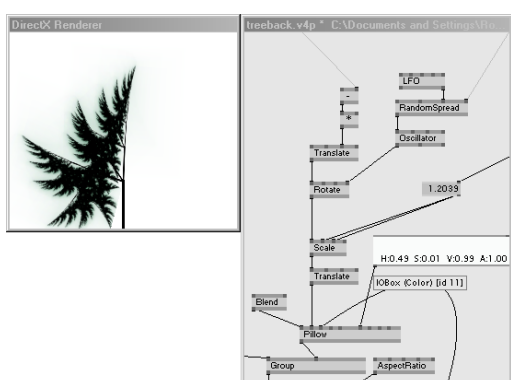 DirectX Renderer
treeback.v4p * C:\Documents and Settings\Ro...
LFO
-
RandomSpread
*
Oscillator
Translate
Rotate
1.2039
Scale
H:0.49 S:0.01 V:0.99 A:1.00
Translate
IOBox (Color) [id 11]
Blend
Pillow
Group
AspectRatio